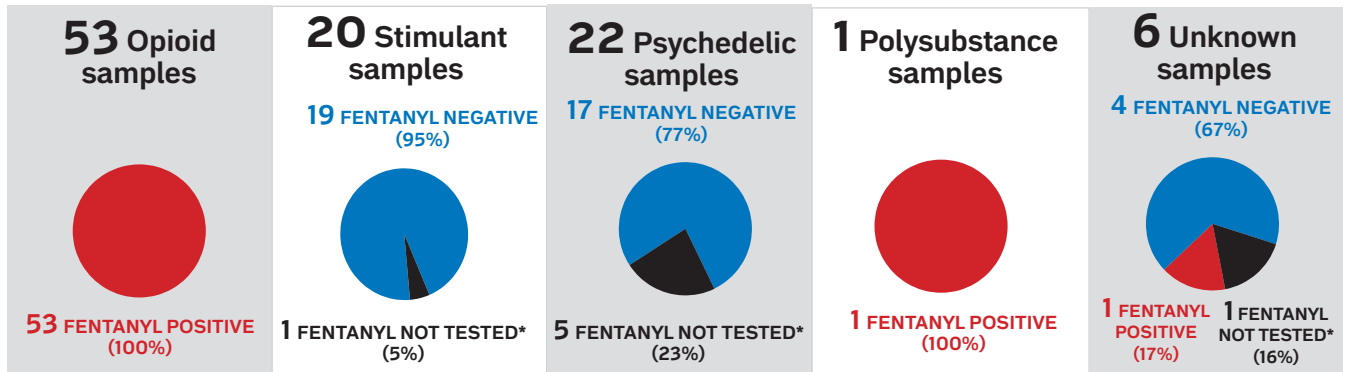 53 Opioid
samples
53 FENTANYL POSITIVE
(100%)
20 Stimulant
samples
19 FENTANYL NEGATIVE
(95%)
1 FENTANYL NOT TESTED*
(5%)
22 Psychedelic
samples
17 FENTANYL NEGATIVE
(77%)
5 FENTANYL NOT TESTED*
(23%)
1 Polysubstance
samples
1 FENTANYL POSITIVE
(100%)
6 Unknown
samples
4 FENTANYL NEGATIVE
(67%)
1 FENTANYL
POSITIVE
(17%)
1 FENTANYL
NOT TESTED*
(16%)